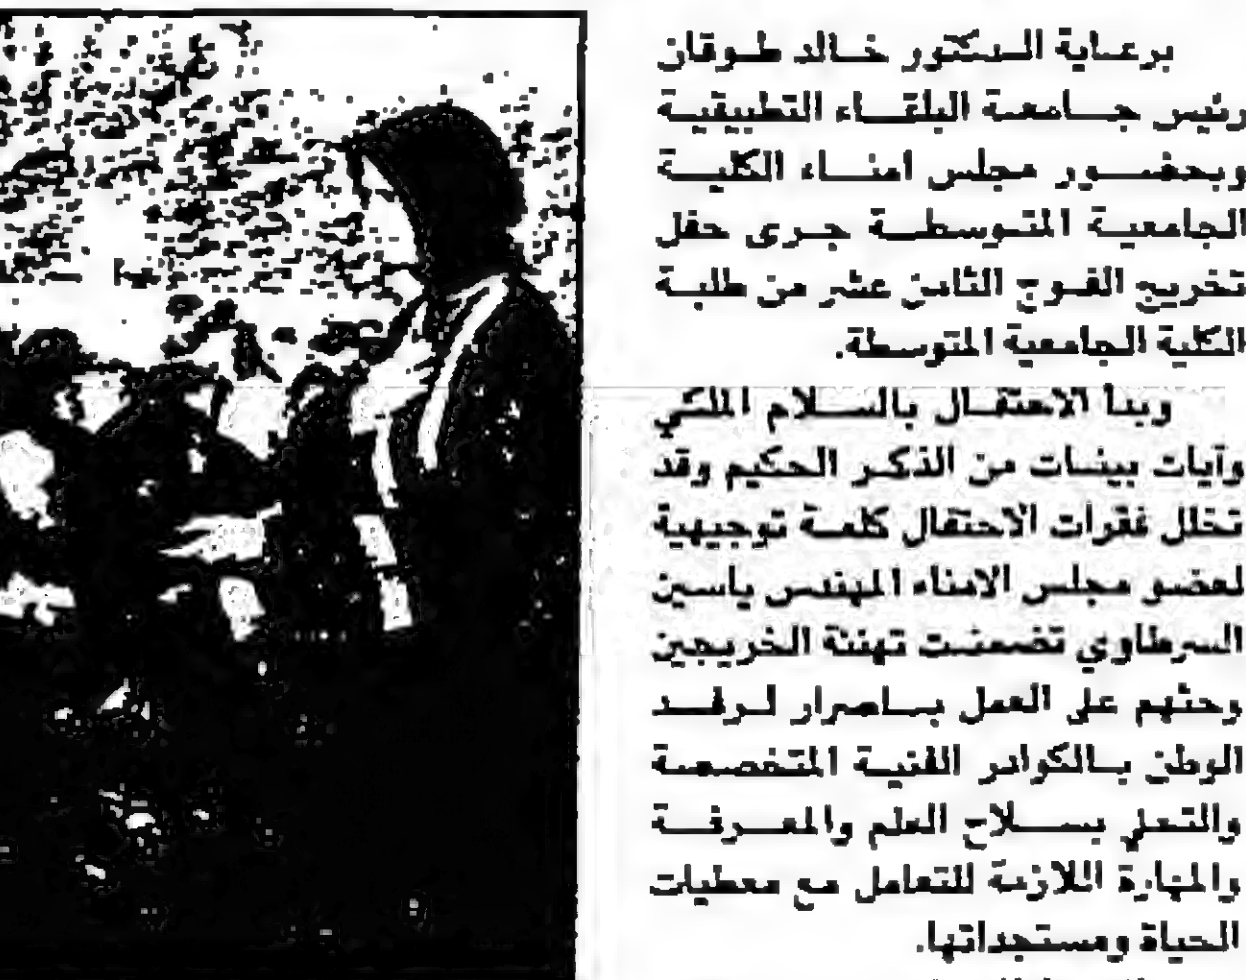 برعاية الدكتور خالد طوقان
رئيس جامعة البلقاء التطبيقية
وبحضور مجلس امناء الكلية
الجامعية المتوسطة جرى حفل
تخريج الفوج الثامن عشر من طلبة
الكلية الجامعية المتوسطة.
وبدأ الاحتفال بالسلام الملكي
وآيات بينات من الذكر الحكيم وقد
تخلل فقرات الاحتفال كلمة توجيهية
لعضو مجلس الامناء المهندس ياسين
السرطاوي تضمنت تهنئة الخريجين
وحثهم على العمل باصرار لرفد
الوطن بالكوادر الفنية المتخصصة
والتحلي بسلاح العلم والمعرفة
والمهارة اللازمة للتعامل مع معطيات
الحياة ومستجداتها.